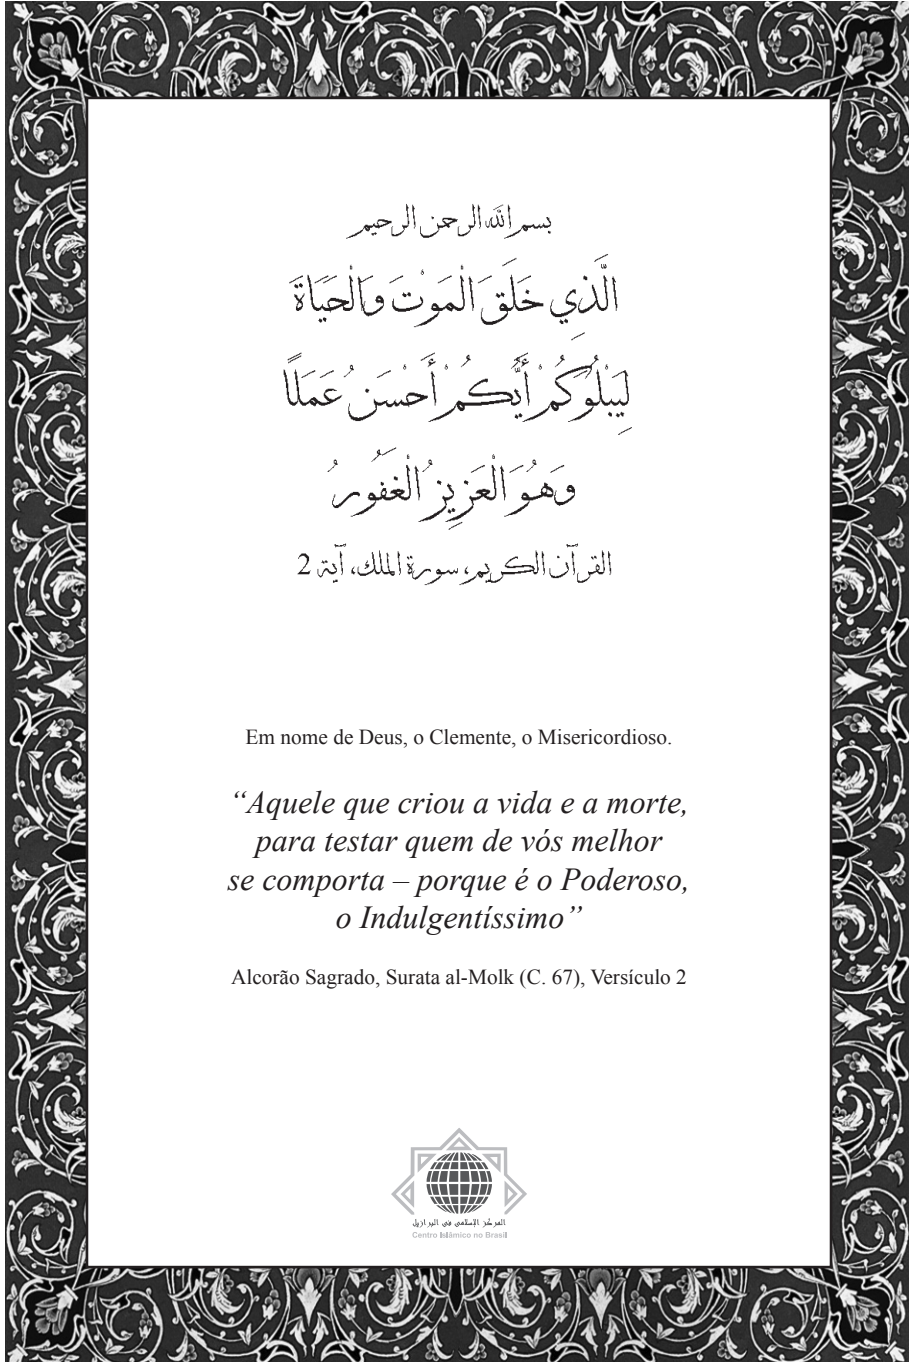 بسم الله الرحمن الرحيم
الَّذِي خَلَقَ الْمَوْتَ وَالْحَيَاةَ
لِيَبْلُوَكُمْ أَيُّكُمْ أَحْسَنُ عَمَلًا
وَهُوَ الْعَزِيزُ الْغَفُورُ
القرآن الكريم، سورة الملك، آية 2
Em nome de Deus, o Clemente, o Misericordioso.
“Aquele que criou a vida e a morte,
para testar quem de vós melhor
se comporta – porque é o Poderoso,
o Indulgentíssimo”
Alcorão Sagrado, Surata al-Molk (C. 67), Versículo 2
المركز الإسلامي في البرازيل
Centro Islâmico no Brasil